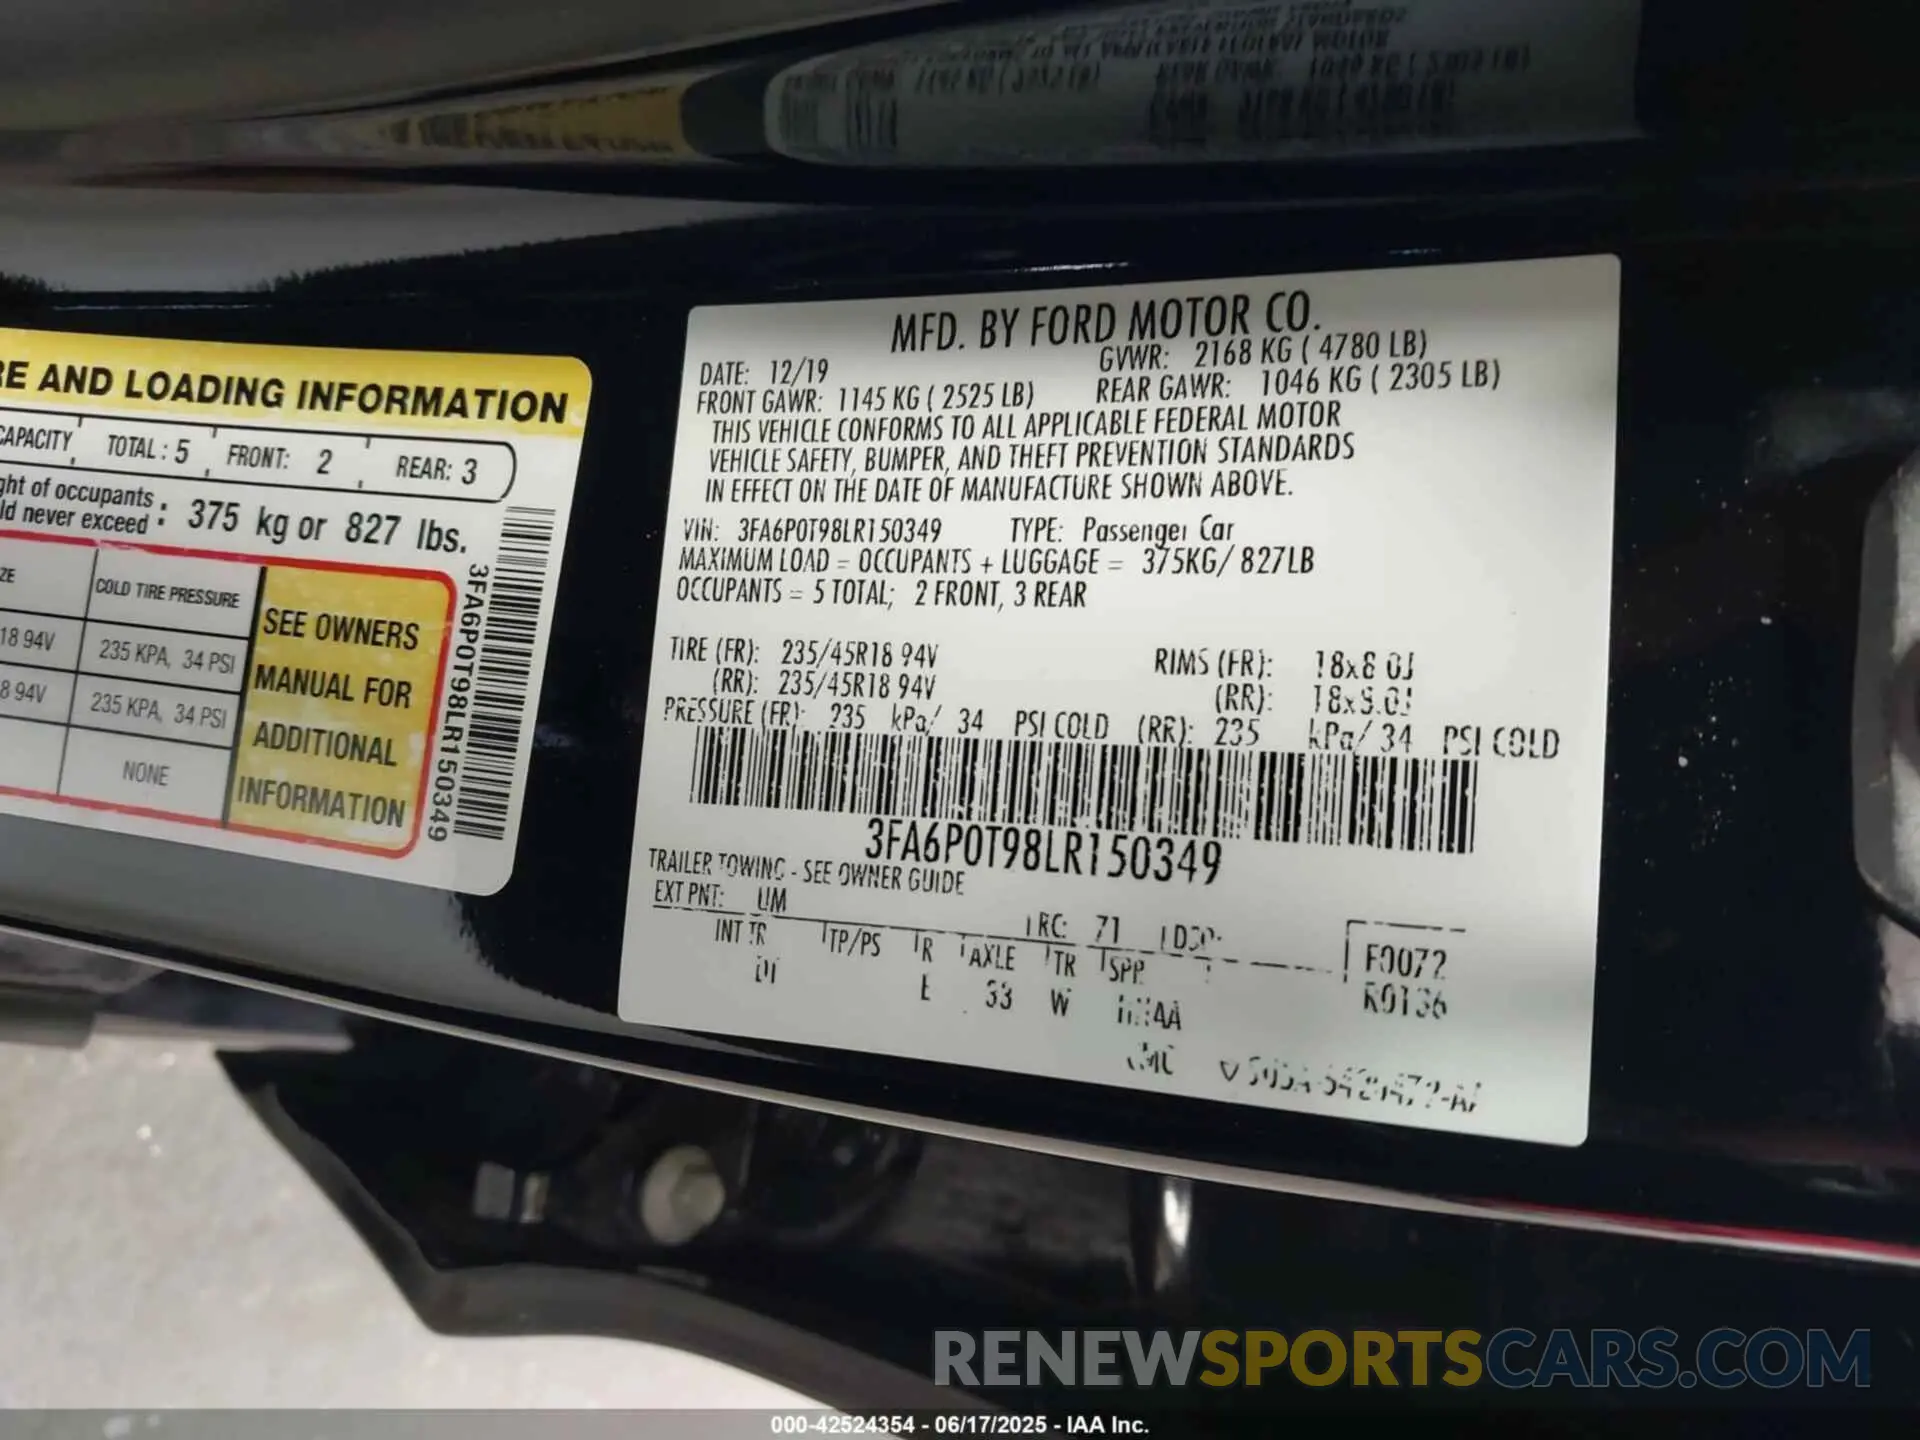 RE AND LOADING INFORMATION
CAPACITY TOTAL : 5 FRONT: 2 REAR: 3
ght of occupants
ld never exceed : 375 kg or 827 lbs.
ZE COLD TIRE PRESSURE
18 94V 235 KPA, 34 PSI
8 94V 235 KPA, 34 PSI
NONE
SEE OWNERS
MANUAL FOR
ADDITIONAL
INFORMATION
3FA6P0T98LR150349
MFD. BY FORD MOTOR CO.
DATE: 12/19 GVWR: 2168 KG ( 4780 LB)
FRONT GAWR: 1145 KG ( 2525 LB) REAR GAWR: 1046 KG ( 2305 LB)
THIS VEHICLE CONFORMS TO ALL APPLICABLE FEDERAL MOTOR
VEHICLE SAFETY, BUMPER, AND THEFT PREVENTION STANDARDS
IN EFFECT ON THE DATE OF MANUFACTURE SHOWN ABOVE.
VIN: 3FA6P0T98LR150349 TYPE: Passenger Car
MAXIMUM LOAD = OCCUPANTS + LUGGAGE = 375KG/ 827LB
OCCUPANTS = 5 TOTAL; 2 FRONT, 3 REAR
TIRE (FR): 235/45R18 94V RIMS (FR): 18x8.0J
(RR): 235/45R18 94V (RR): 18x8.0J
PRESSURE (FR): 235 kPa/ 34 PSI COLD (RR): 235 kPa/ 34 PSI COLD
3FA6P0T98LR150349
TRAILER TOWING - SEE OWNER GUIDE
EXT PNT: UM RC: 71 DSO:
INT TR TP/PS R AXLE TR SPR
E 33 W
F0072
R0136
RENEWSPORTSCARS.COM
000-42524354 - 06/17/2025 - IAA Inc.